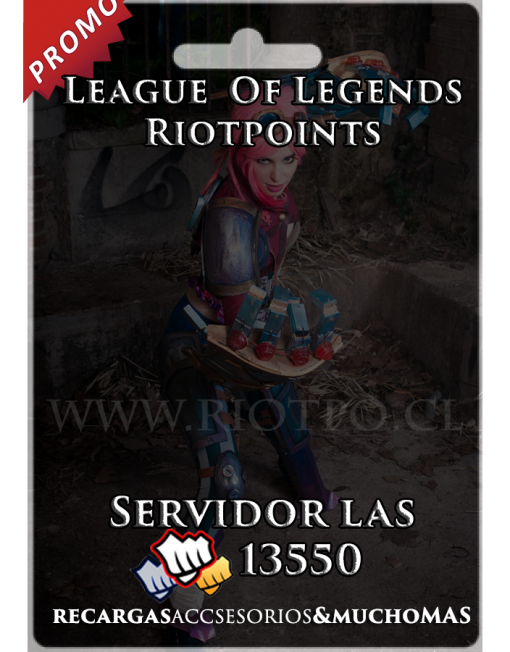 PROMO
LEAGUE OF LEGENDS
RIOTPOINTS
WWW.RIOTPO.CL
SERVIDOR LAS
13550
RECARGASACCSESORIOS&MUCHOMAS